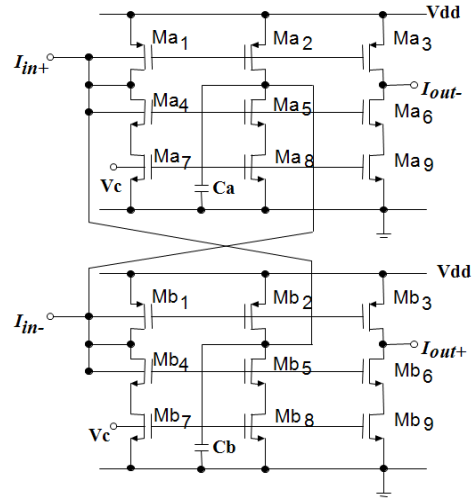 Vdd
Ma1 Ma2 Ma3
Iin+
Iout-
Ma4 Ma5 Ma6
Ma7 Ma8 Ma9
Vc Ca
Vdd
Mb1 Mb2 Mb3
Iin-
Iout+
Mb4 Mb5 Mb6
Mb7 Mb8 Mb9
Vc Cb